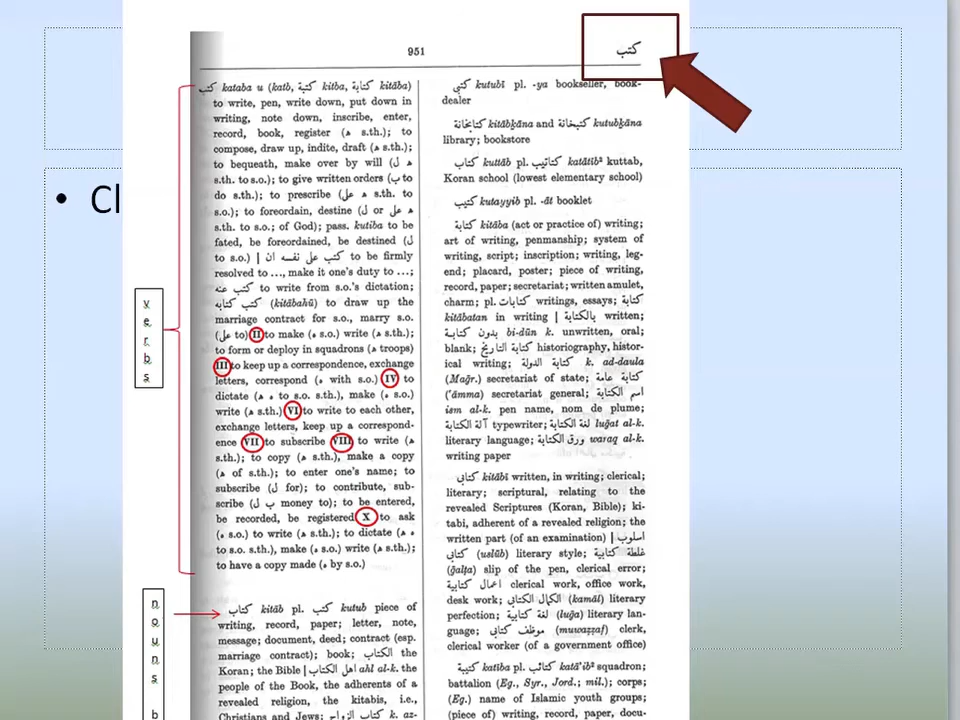 951
كتب
• Cl
verbs
nouns b
كتب kataba u (katb, كتبة kitba, كتابة kitāba)
to write, pen, write down, put down in
writing, note down, inscribe, enter,
record, book, register (ﻫ s.th.); to
compose, draw up, indite, draft (ﻫ s.th.);
to bequeath, make over by will (ل ﻫ
s.th. to s.o.); to give written orders (ب to
do s.th.); to prescribe (على ﻫ s.th. to
s.o.); to foreordain, destine (ل or على ﻫ
s.th. to s.o.; of God); pass. kutiba to be
fated, be foreordained, be destined (ل
to s.o.) | كتب على نفسه ان to be firmly
resolved to ..., make it one's duty to ...;
كتب عنه to write from s.o.'s dictation;
كتب كتابه (kitābahū) to draw up the
marriage contract for s.o., marry s.o.
(على to) II to make (ه s.o.) write (ﻫ s.th.);
to form or deploy in squadrons (ﻫ troops)
III to keep up a correspondence, exchange
letters, correspond (ه with s.o.) IV to
dictate (ﻫ ه to s.o. s.th.), make (ه s.o.)
write (ﻫ s.th.) VI to write to each other,
exchange letters, keep up a correspond-
ence VII to subscribe VIII to write (ﻫ
s.th.); to copy (ﻫ s.th.), make a copy
(ﻫ of s.th.); to enter one's name; to
subscribe (ل for); to contribute, sub-
scribe (ل ب money to); to be entered,
be recorded, be registered X to ask
(ه s.o.) to write (ﻫ s.th.); to dictate (ﻫ ه
to s.o. s.th.), make (ه s.o.) write (ﻫ s.th.);
to have a copy made (ه by s.o.)
كتاب kitāb pl. كتب kutub piece of
writing, record, paper; letter, note,
message; document, deed; contract (esp.
marriage contract); book; الكتاب the
Koran; the Bible | اهل الكتاب ahl al-k. the
people of the Book, the adherents of a
revealed religion, the kitabis, i.e.,
Christians and Jews; كتاب الزواج k. az-
كتبي kutubī pl. -ya bookseller, book-
dealer
كتابخانة kitābḵāna and كتبخانة kutubḵāna
library; bookstore
كتاب kuttāb pl. كتاتيب katātīb² kuttab,
Koran school (lowest elementary school)
كتيب kutayyib pl. -āt booklet
كتابة kitāba (act or practice of) writing;
art of writing, penmanship; system of
writing, script; inscription; writing, leg-
end; placard, poster; piece of writing,
record, paper; secretariat; written amulet,
charm; pl. كتابات writings, essays; كتابة
kitābatan in writing | بالكتابة written;
بدون كتابة bi-dūn k. unwritten, oral;
blank; كتابة التاريخ historiography, histor-
ical writing; كتابة الدولة k. ad-daula
(Maḡr.) secretariat of state; كتابة عامة
('āmma) secretariat general; اسم الكتابة
ism al-k. pen name, nom de plume;
آلة الكتابة typewriter; لغة الكتابة luḡat al-k.
literary language; ورق الكتابة waraq al-k.
writing paper
كتابي kitābī written, in writing; clerical;
literary; scriptural, relating to the
revealed Scriptures (Koran, Bible); ki-
tabi, adherent of a revealed religion; the
written part (of an examination) | اسلوب
كتابي (uslūb) literary style; غلطة كتابية
(ḡalṭa) slip of the pen, clerical error;
اعمال كتابية clerical work, office work,
desk work; الكمال الكتابي (kamāl) literary
perfection; لغة كتابية (luḡa) literary lan-
guage; موظف كتابي (muwaẓẓaf) clerk,
clerical worker (of a government office)
كتيبة katība pl. كتائب katā'ib² squadron;
battalion (Eg., Syr., Jord.; mil.); corps;
(Eg.) name of Islamic youth groups;
(piece of) writing, record, paper, docu-